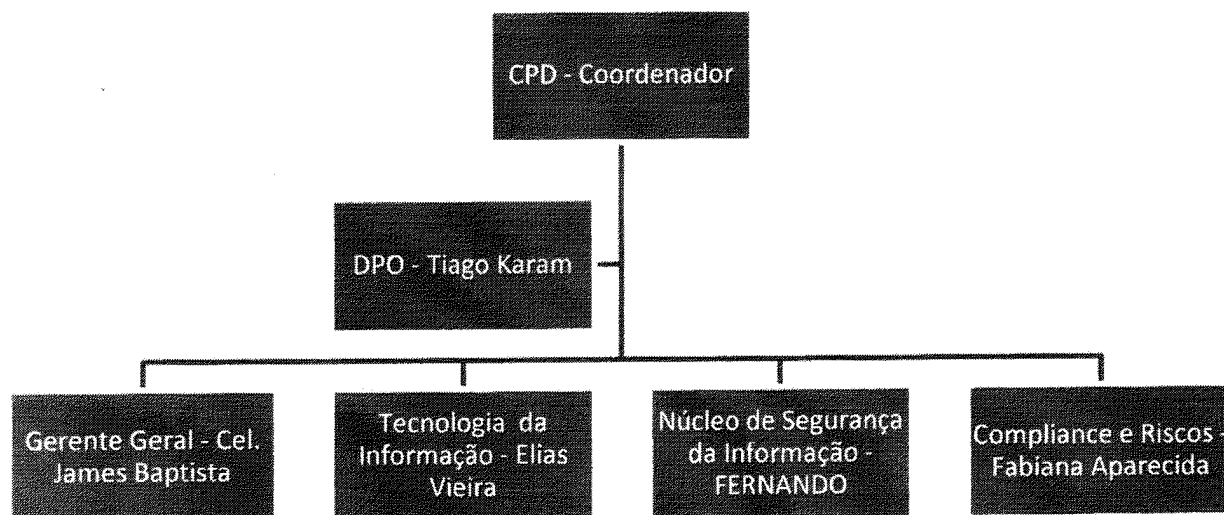 CPD - Coordenador
DPO - Tiago Karam
Gerente Geral - Cel.
James Baptista
Tecnologia da
Informação - Elias
Vieira
Núcleo de Segurança
da Informação -
FERNANDO
Compliance e Riscos -
Fabiana Aparecida